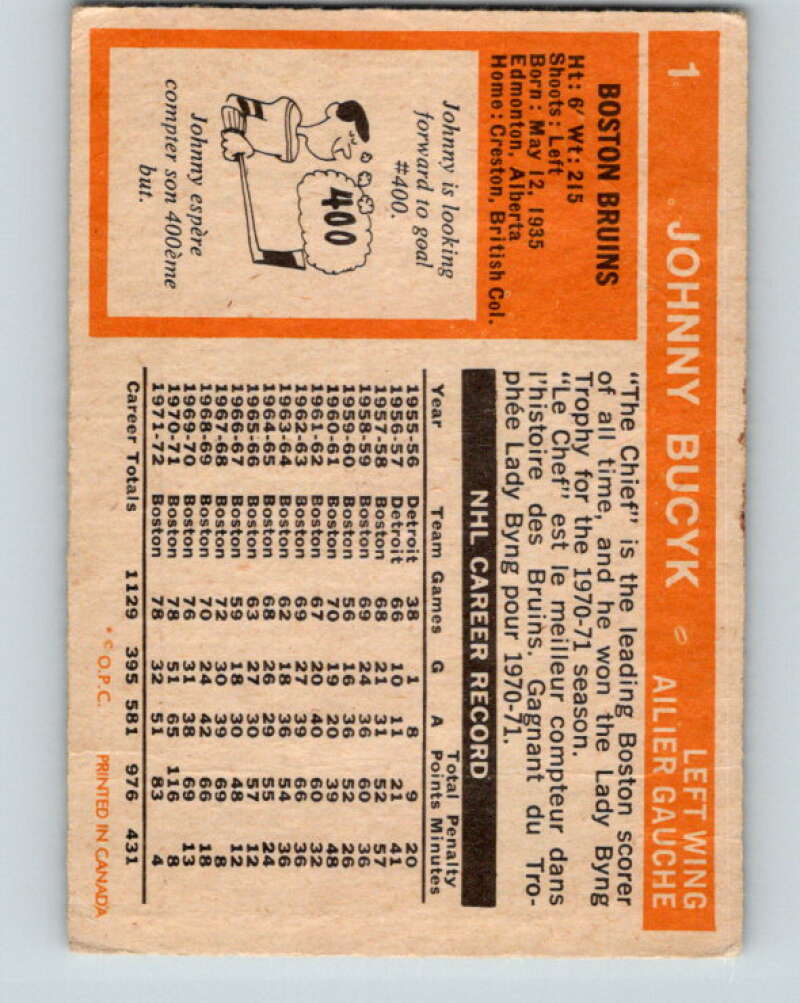 1 JOHNNY BUCYK
LEFT WING
AILIER GAUCHE
BOSTON BRUINS
Ht: 6' Wt: 215
Shoots: Left
Born: May 12, 1935
Edmonton, Alberta
Home: Creston, British Col.
Johnny is looking
forward to goal
#400.
400
Johnny espère
compter son 400ème
but.
"The Chief" is the leading Boston scorer
of all time, and he won the Lady Byng
Trophy for the 1970-71 season.
"Le Chef" est le meilleur compteur dans
l'histoire des Bruins. Gagnant du Tro-
phée Lady Byng pour 1970-71.
NHL CAREER RECORD
Total Penalty
Year Team Games G A Points Minutes
1955-56 Detroit 38 1 8 9 20
1956-57 Detroit 66 10 11 21 41
1957-58 Boston 68 21 31 52 57
1958-59 Boston 69 24 36 60 36
1959-60 Boston 56 16 36 52 26
1960-61 Boston 70 19 20 39 48
1961-62 Boston 67 20 40 60 32
1962-63 Boston 69 27 39 66 36
1963-64 Boston 62 18 36 54 36
1964-65 Boston 68 26 29 55 24
1965-66 Boston 63 27 30 57 12
1966-67 Boston 59 18 30 48 12
1967-68 Boston 72 30 39 69 8
1968-69 Boston 70 24 42 66 18
1969-70 Boston 76 31 38 69 13
1970-71 Boston 78 51 65 116 8
1971-72 Boston 78 32 51 83 4
Career Totals 1129 395 581 976 431
* © O.P.C. PRINTED IN CANADA